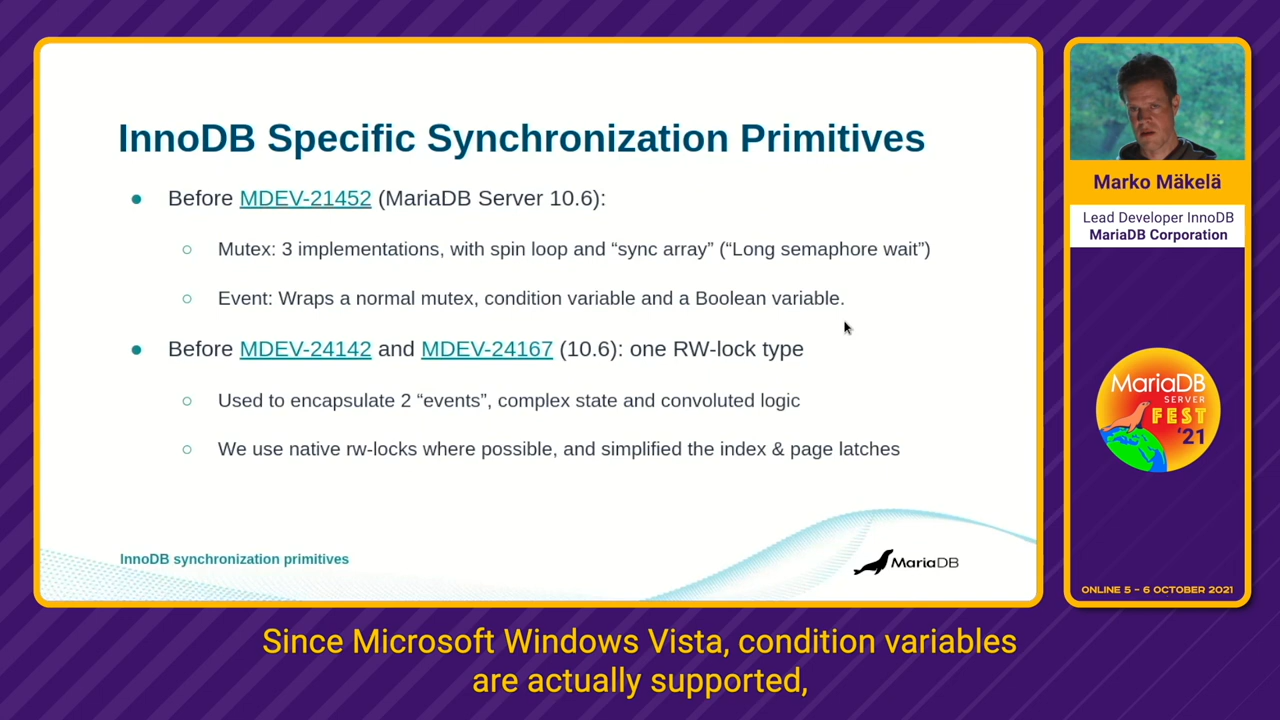 InnoDB Specific Synchronization Primitives
Before MDEV-21452 (MariaDB Server 10.6):
Mutex: 3 implementations, with spin loop and “sync array” (“Long semaphore wait”)
Event: Wraps a normal mutex, condition variable and a Boolean variable.
Before MDEV-24142 and MDEV-24167 (10.6): one RW-lock type
Used to encapsulate 2 “events”, complex state and convoluted logic
We use native rw-locks where possible, and simplified the index & page latches
InnoDB synchronization primitives
MariaDB
Marko Mäkelä
Lead Developer InnoDB
MariaDB Corporation
MariaDB
SERVER
FEST
'21
ONLINE 5 - 6 OCTOBER 2021
Since Microsoft Windows Vista, condition variables
are actually supported,